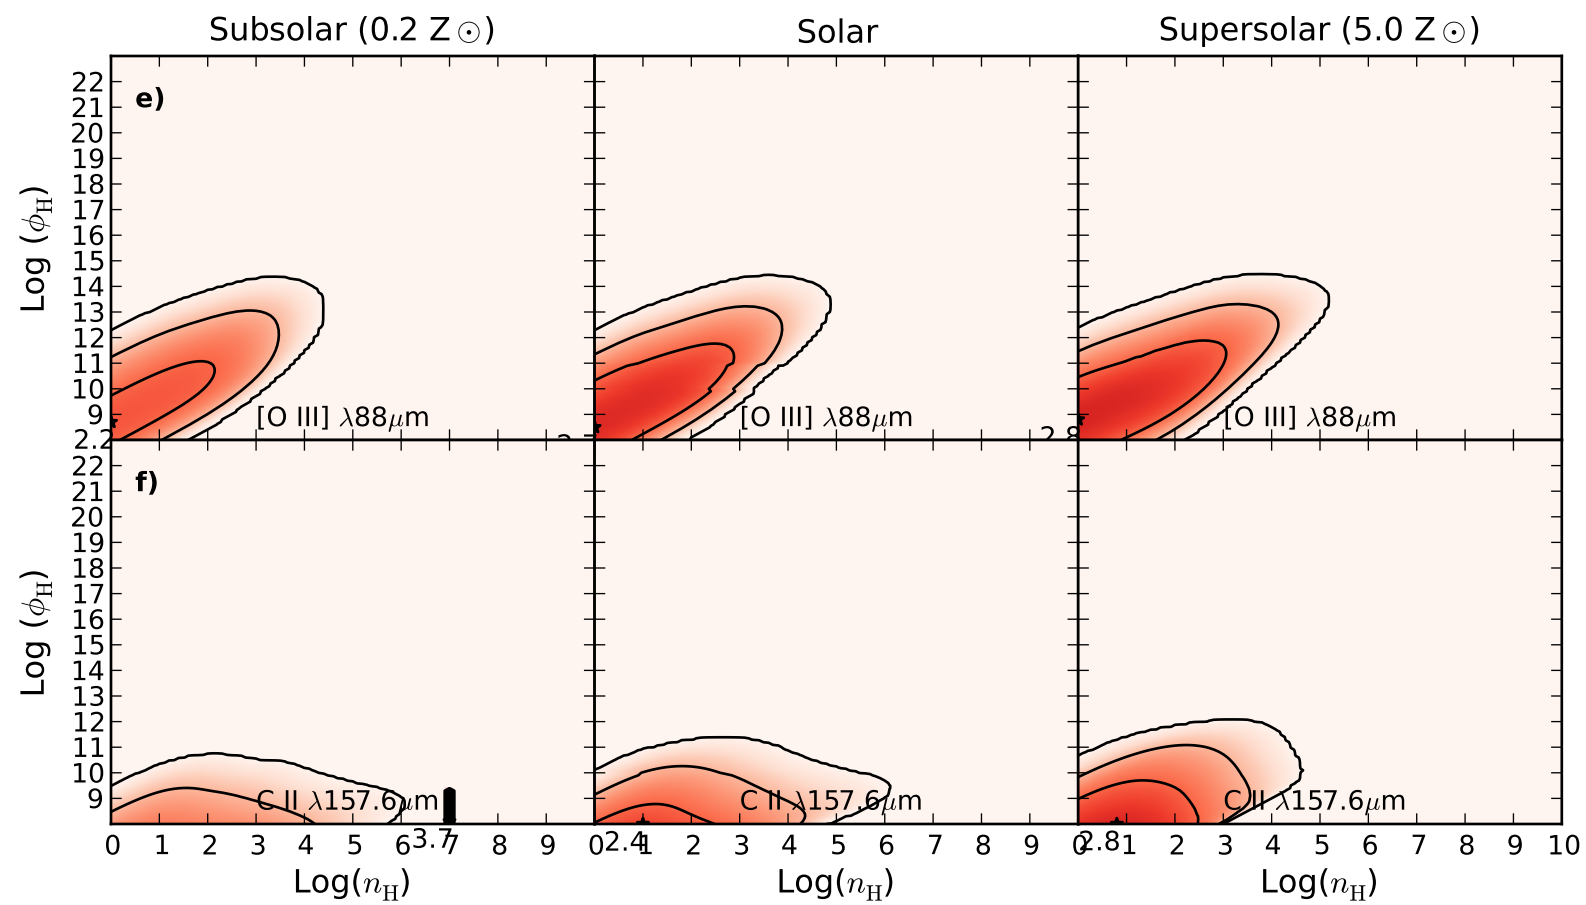 Subsolar (0.2 Z☉) Solar Supersolar (5.0 Z☉)
e)
22
21
20
19
18
17
16
15
14
13
12
11
10
9
Log (ϕH)
[O III] λ88μm [O III] λ88μm [O III] λ88μm
2.2 2.8
f)
22
21
20
19
18
17
16
15
14
13
12
11
10
9
Log (ϕH)
C II λ157.6μm C II λ157.6μm C II λ157.6μm
3.7 2.4 2.8
0 1 2 3 4 5 6 7 8 9 0 1 2 3 4 5 6 7 8 9 0 1 2 3 4 5 6 7 8 9 10
Log(nH) Log(nH) Log(nH)